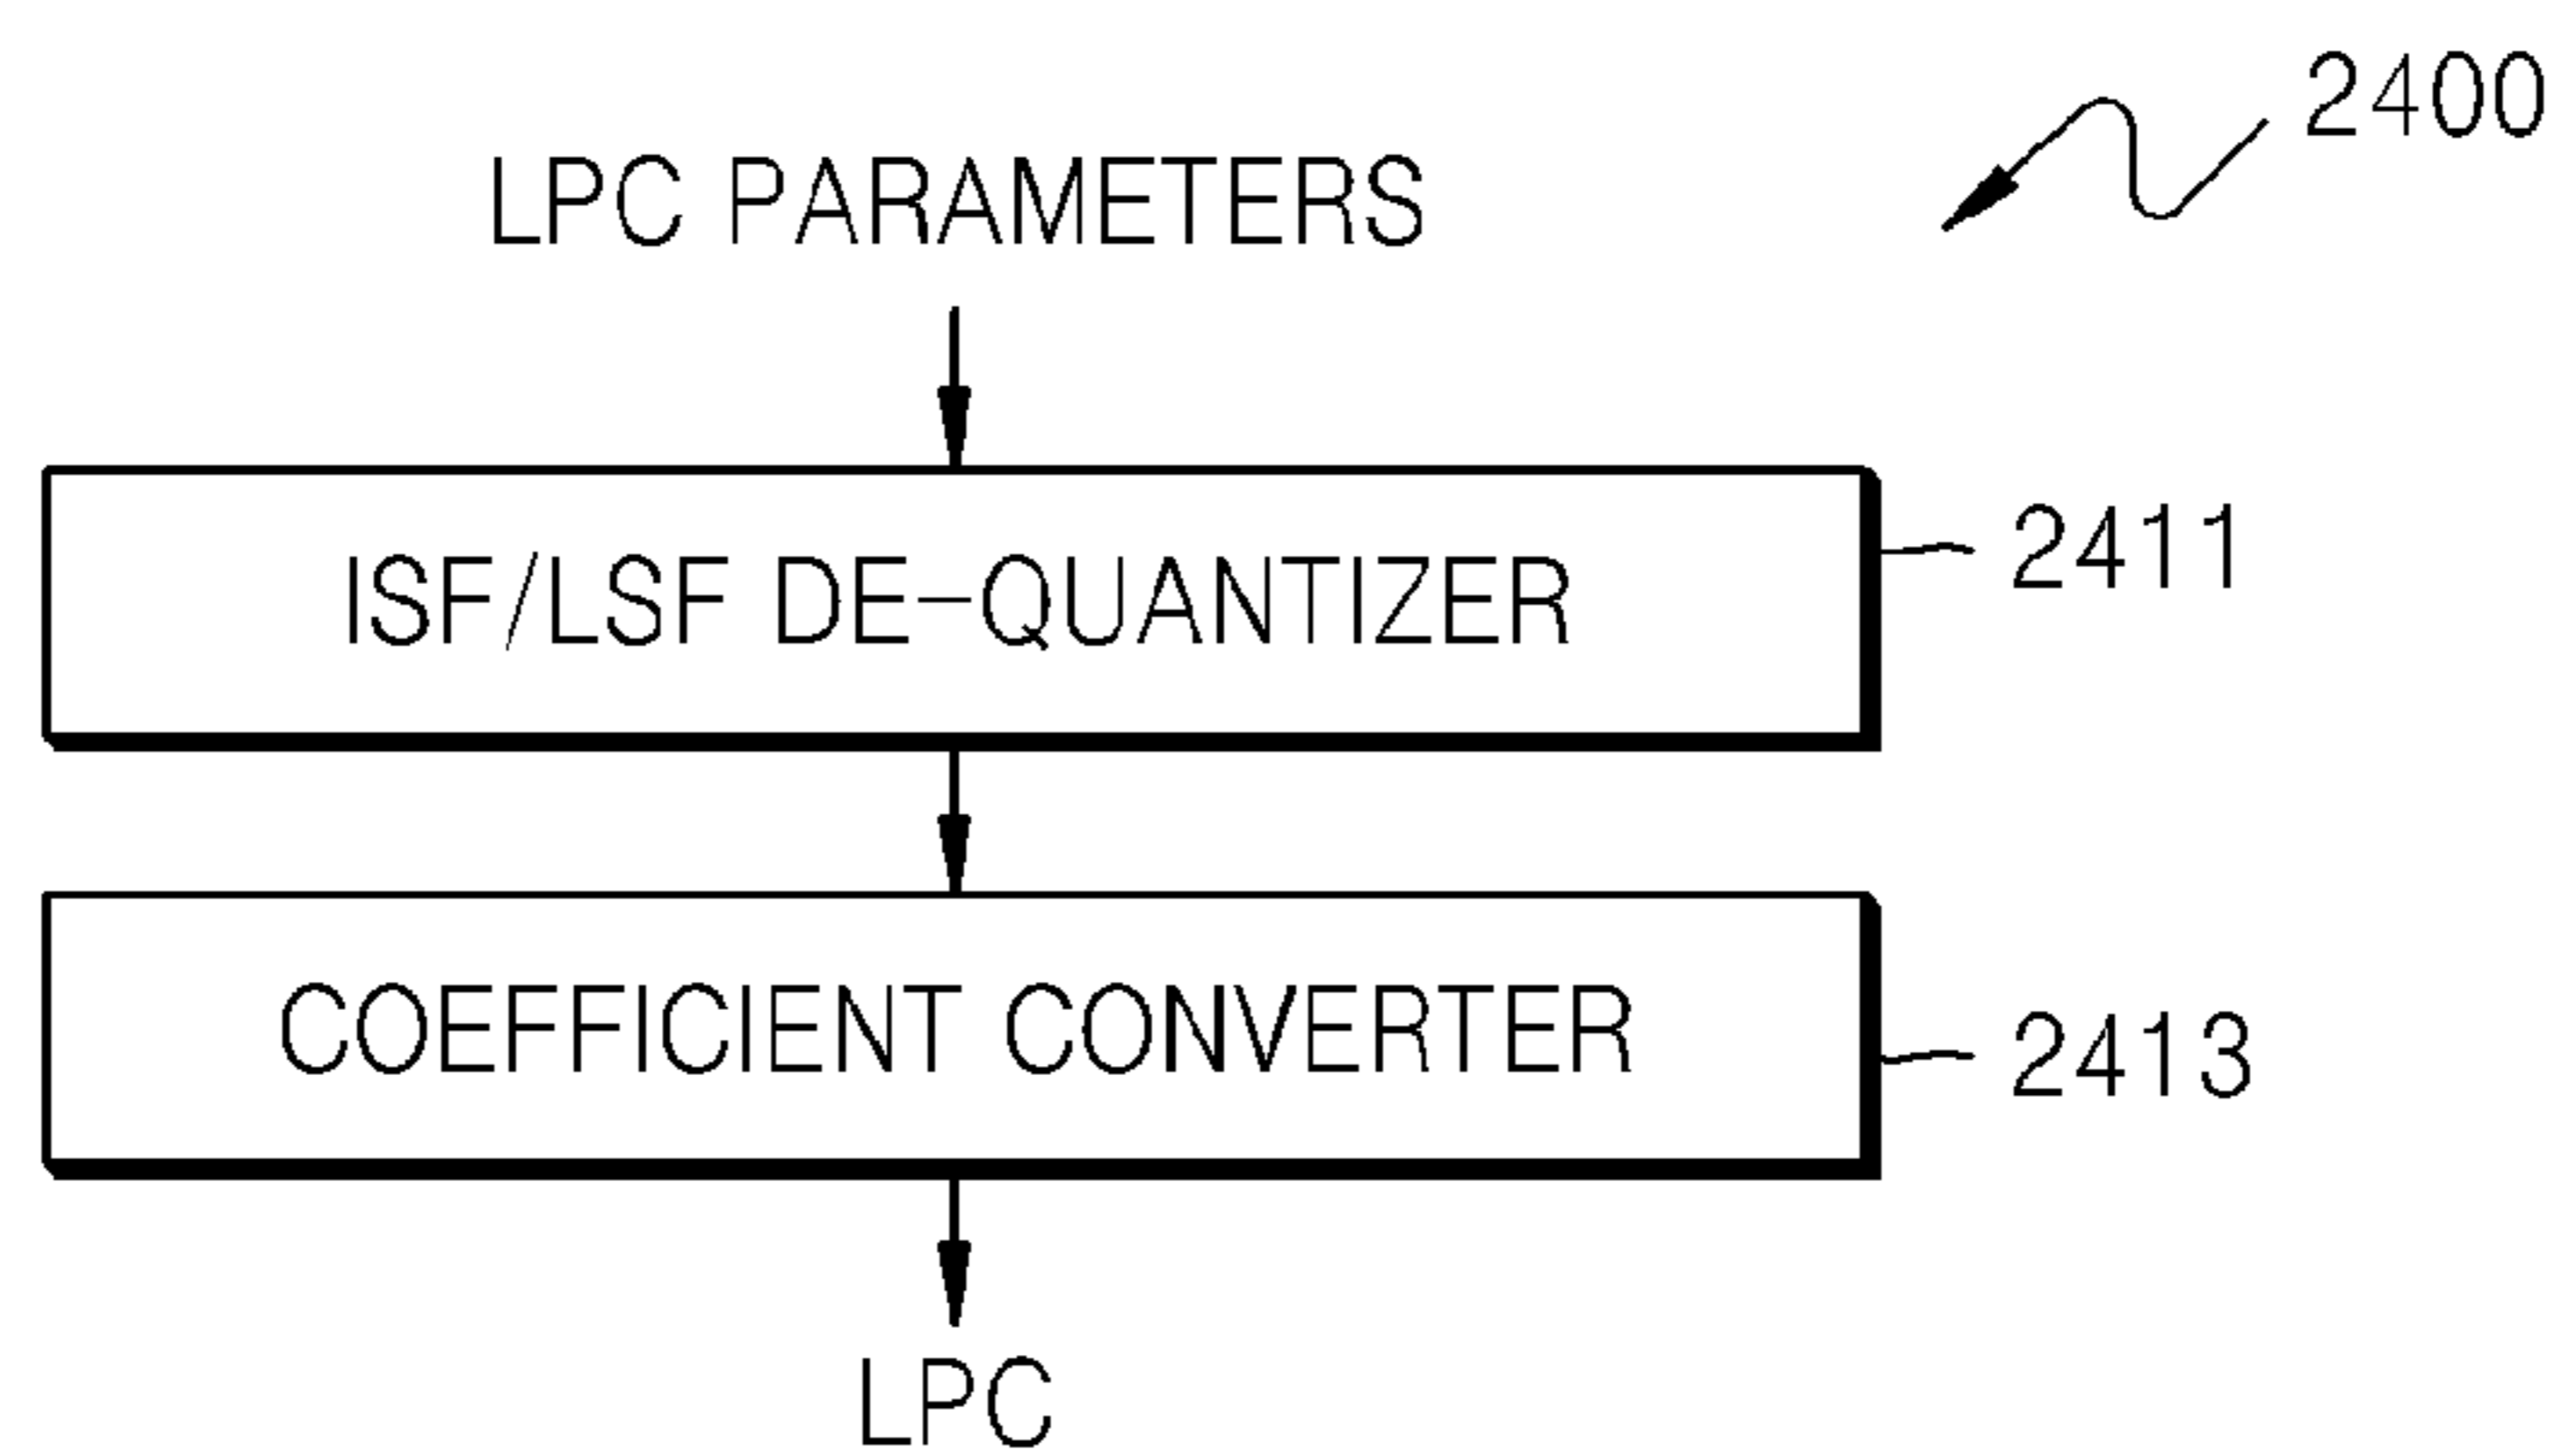 2400
LPC PARAMETERS
ISF/LSF DE-QUANTIZER
2411
COEFFICIENT CONVERTER
2413
LPC